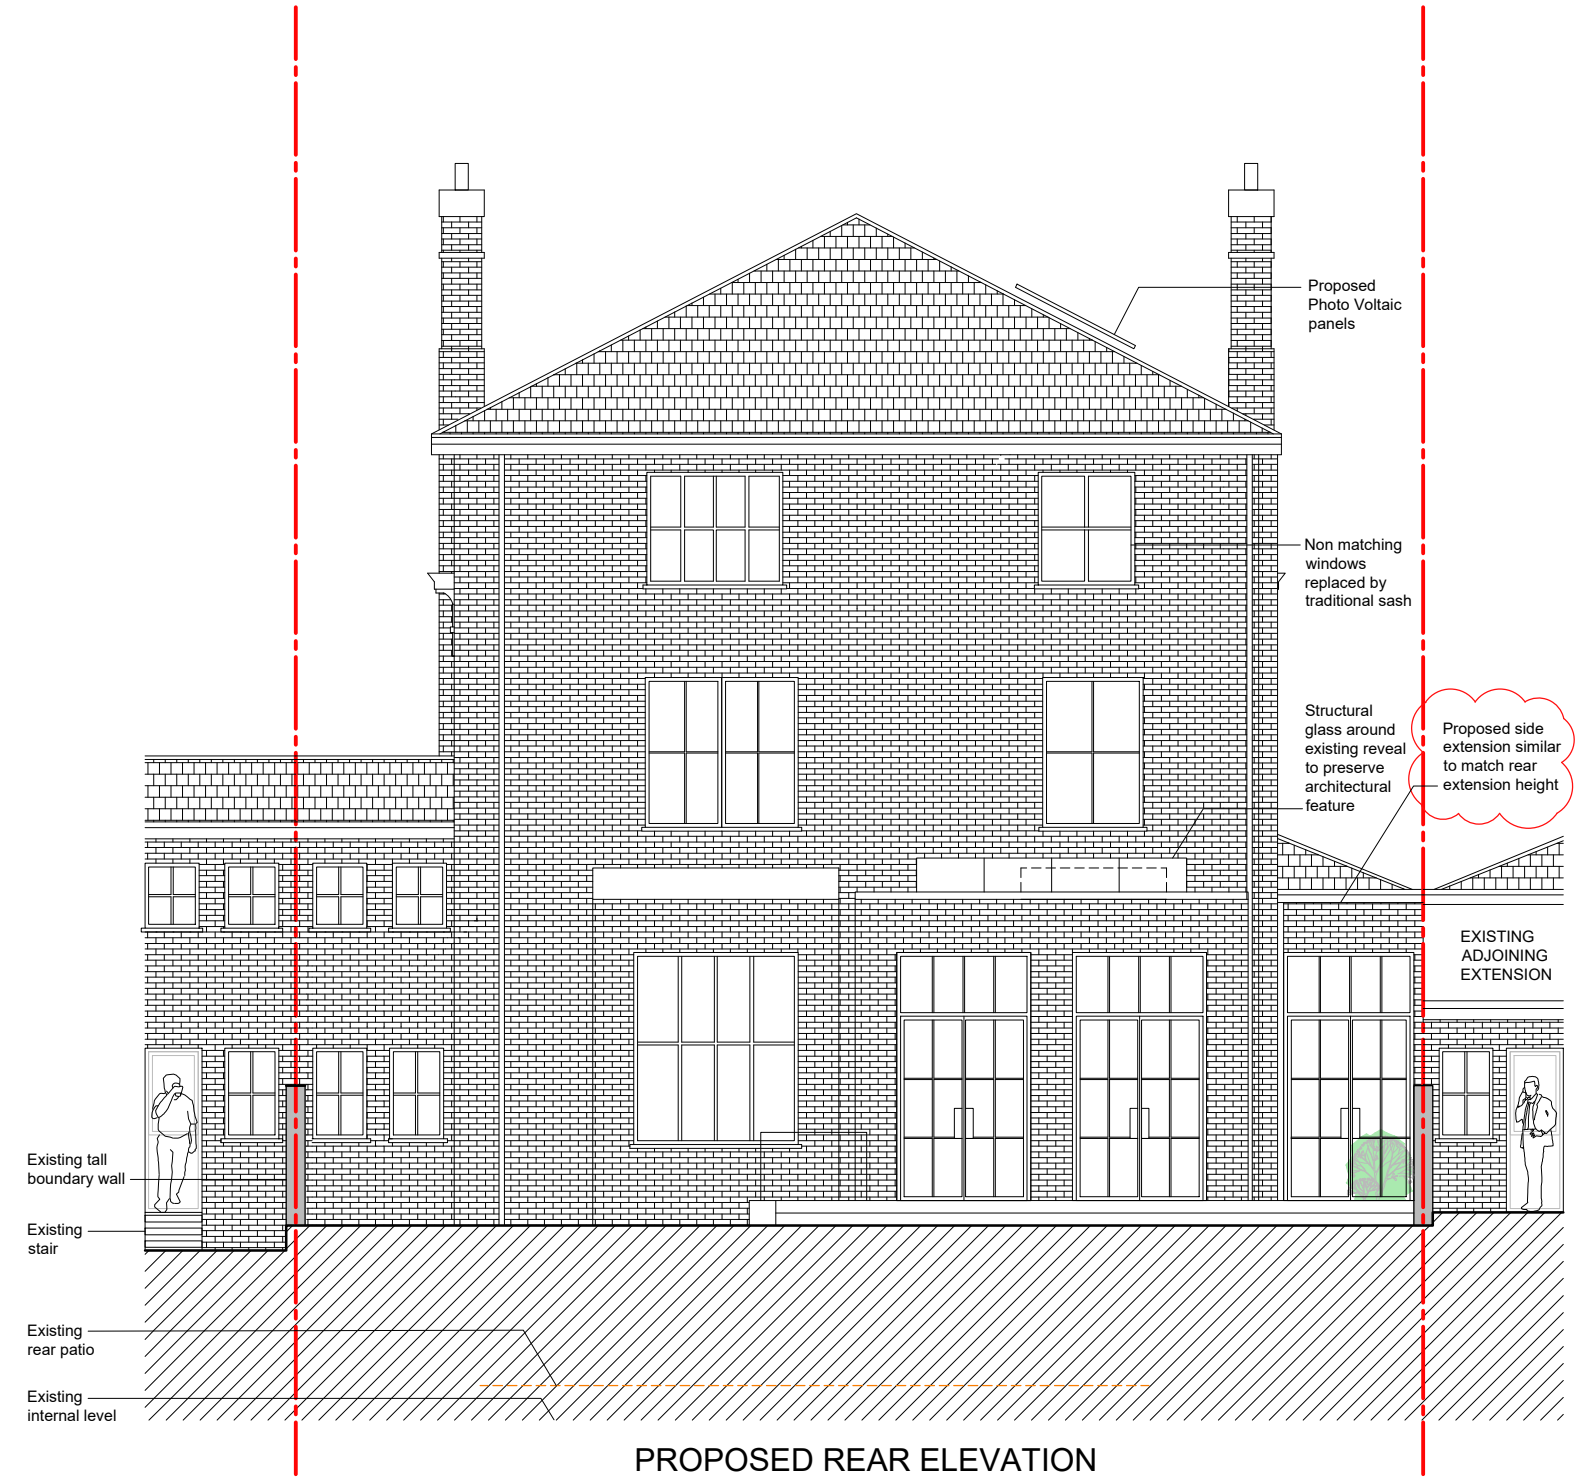 Proposed
Photo Voltaic
panels
Non matching
windows
replaced by
traditional sash
Structural
glass around
existing reveal
to preserve
architectural
feature
Proposed side
extension similar
to match rear
extension height
EXISTING
ADJOINING
EXTENSION
Existing tall
boundary wall
Existing
stair
Existing
rear patio
Existing
internal level
PROPOSED REAR ELEVATION